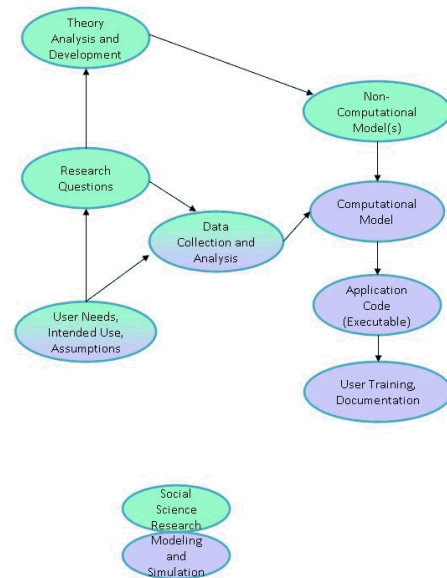 Theory
Analysis and
Development
Non-
Computational
Model(s)
Research
Questions
Computational
Model
Data
Collection and
Analysis
Application
Code
(Executable)
User Needs,
Intended Use,
Assumptions
User Training,
Documentation
Social
Science
Research
Modeling
and
Simulation